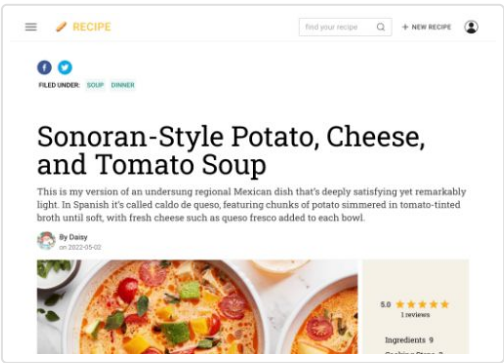 RECIPE
find your recipe
+ NEW RECIPE
FILED UNDER: SOUP DINNER
Sonoran-Style Potato, Cheese,
and Tomato Soup
This is my version of an undersung regional Mexican dish that's deeply satisfying yet remarkably
light. In Spanish it's called caldo de queso, featuring chunks of potato simmered in tomato-tinted
broth until soft, with fresh cheese such as queso fresco added to each bowl.
By Daisy
on 2022-05-02
5.0
1 reviews
Ingredients 9